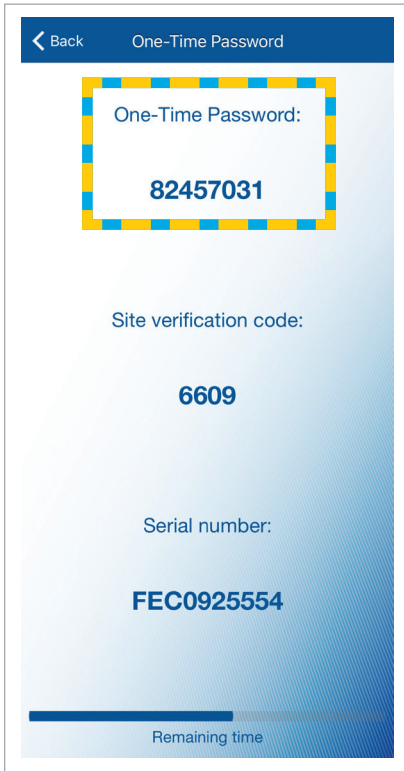 Back One-Time Password
One-Time Password:
82457031
Site verification code:
6609
Serial number:
FEC0925554
Remaining time